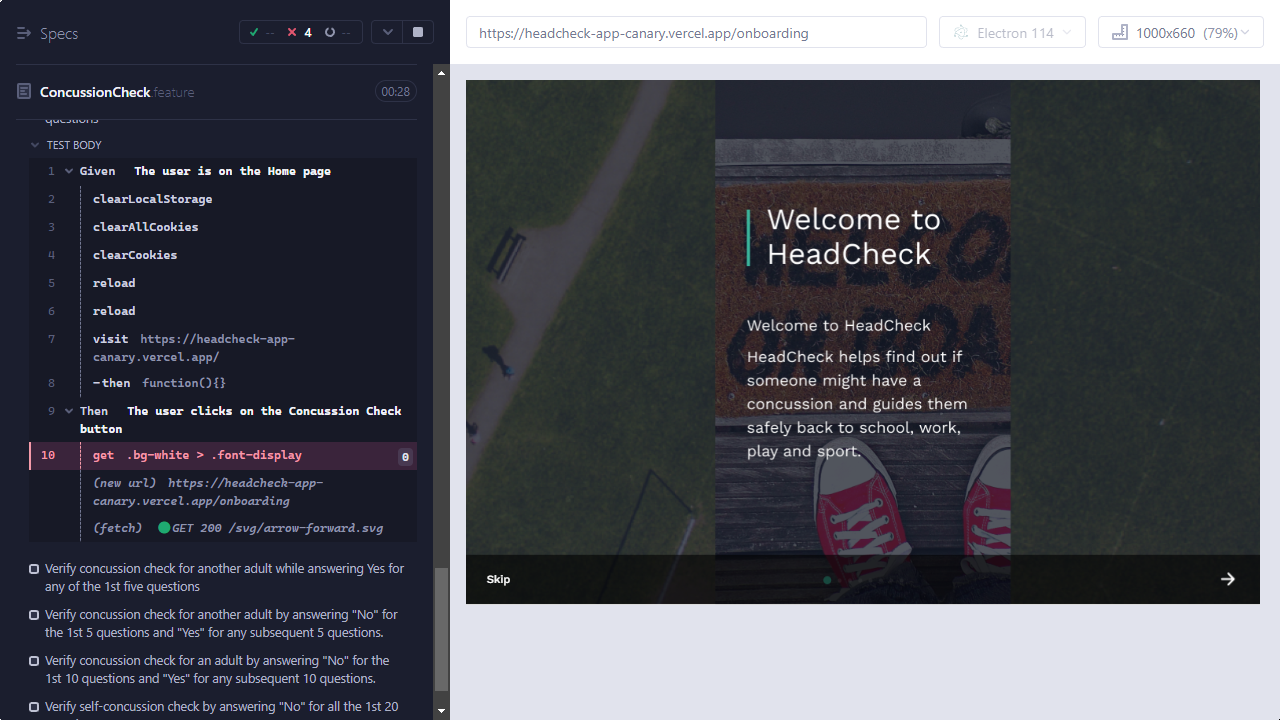 Specs
-- 4 --
ConcussionCheck.feature 00:28
questions
TEST BODY
1 Given The user is on the Home page
2 clearLocalStorage
3 clearAllCookies
4 clearCookies
5 reload
6 reload
7 visit https://headcheck-app-
canary.vercel.app/
8 -then function(){}
9 Then The user clicks on the Concussion Check
button
10 get .bg-white > .font-display 0
(new url) https://headcheck-app-
canary.vercel.app/onboarding
(fetch) GET 200 /svg/arrow-forward.svg
Verify concussion check for another adult while answering Yes for
any of the 1st five questions
Verify concussion check for another adult by answering "No" for
the 1st 5 questions and "Yes" for any subsequent 5 questions.
Verify concussion check for an adult by answering "No" for the
1st 10 questions and "Yes" for any subsequent 10 questions.
Verify self-concussion check by answering "No" for all the 1st 20
https://headcheck-app-canary.vercel.app/onboarding
Electron 114
1000x660 (79%)
Welcome to
HeadCheck
Welcome to HeadCheck
HeadCheck helps find out if
someone might have a
concussion and guides them
safely back to school, work,
play and sport.
Skip